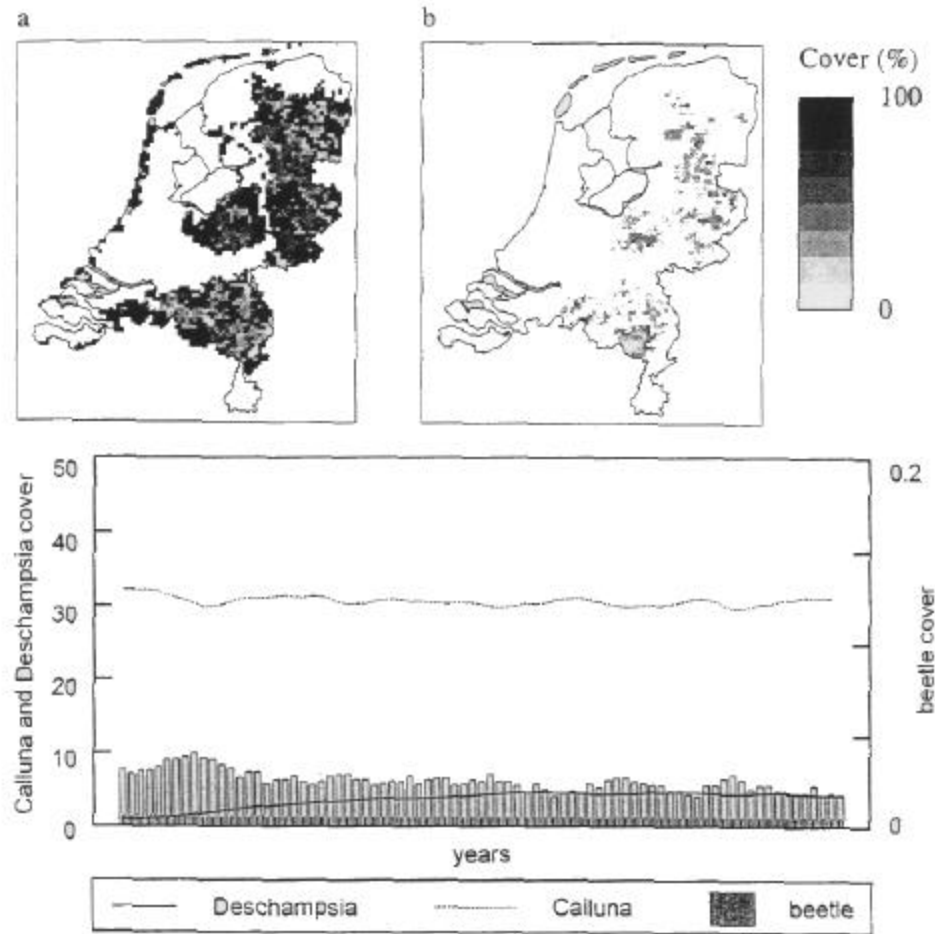 a
b
Cover (%)
100
0
Calluna and Deschampsia cover
50
40
30
20
10
0
0.2
0
beetle cover
years
Deschampsia
Calluna
beetle